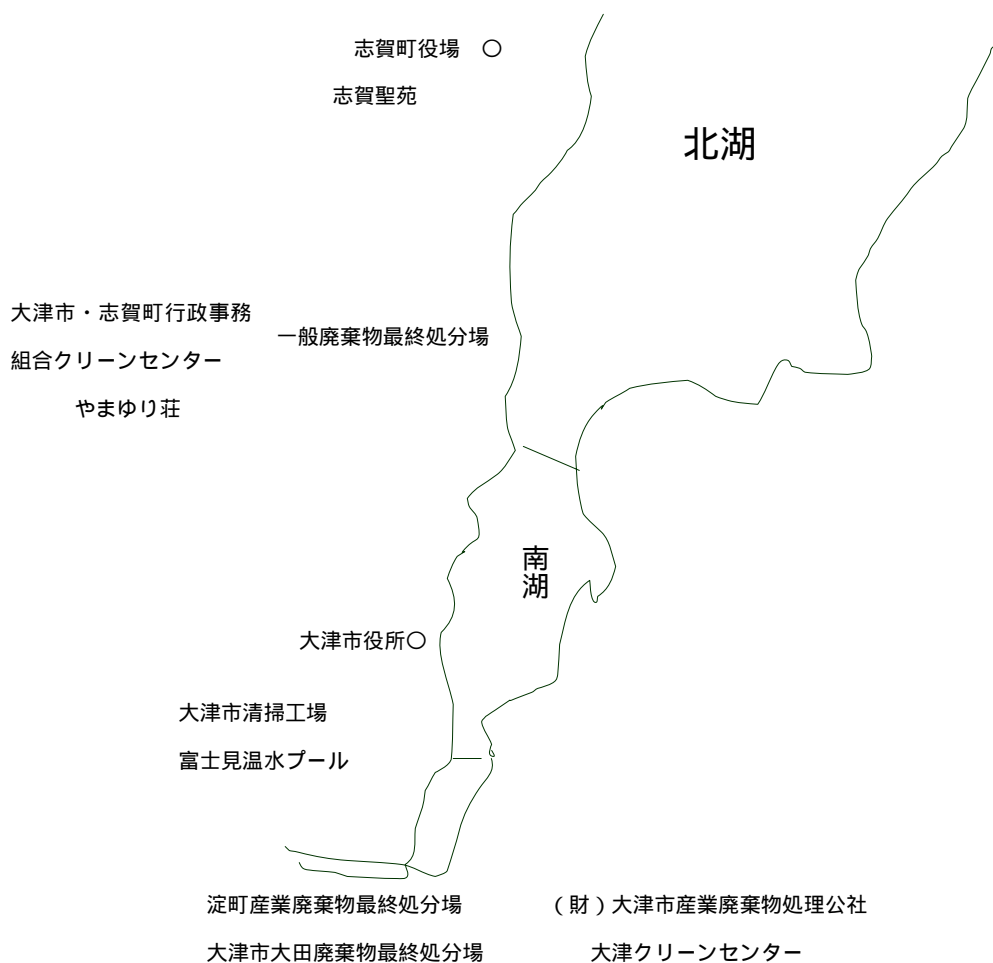 志賀町役場 ○
志賀聖苑
北湖
大津市・志賀町行政事務
組合クリーンセンター
やまゆり荘
一般廃棄物最終処分場
南湖
大津市役所○
大津市清掃工場
富士見温水プール
淀町産業廃棄物最終処分場
大津市大田廃棄物最終処分場
（財）大津市産業廃棄物処理公社
大津クリーンセンター